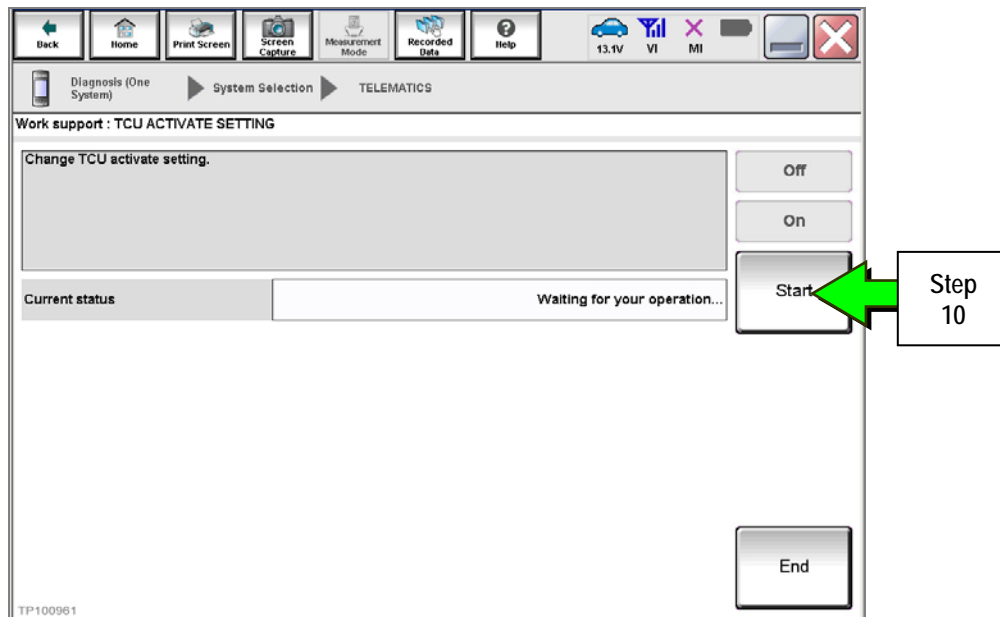 Back
Home
Print Screen
Screen
Capture
Measurement
Mode
Recorded
Data
Help
13.1V
VI
MI
Diagnosis (One
System)
System Selection
TELEMATICS
Work support : TCU ACTIVATE SETTING
Change TCU activate setting.
Off
On
Current status
Waiting for your operation...
Start
Step
10
End
TP100961